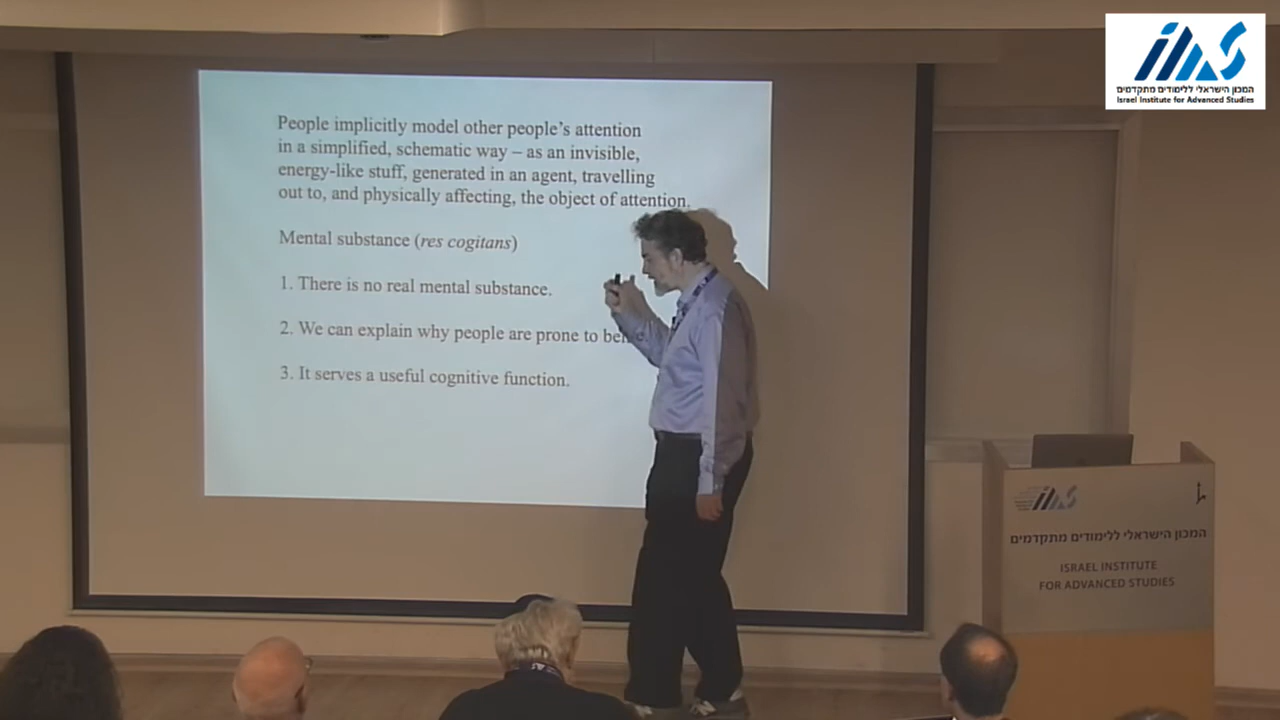 People implicitly model other people's attention
in a simplified, schematic way – as an invisible,
energy-like stuff, generated in an agent, travelling
out to, and physically affecting, the object of attention.
Mental substance (res cogitans)
1. There is no real mental substance.
2. We can explain why people are prone to
3. It serves a useful cognitive function.
ias
המכון הישראלי ללימודים מתקדמים
Israel Institute for Advanced Studies
ias
המכון הישראלי ללימודים מתקדמים
ISRAEL INSTITUTE
FOR ADVANCED STUDIES